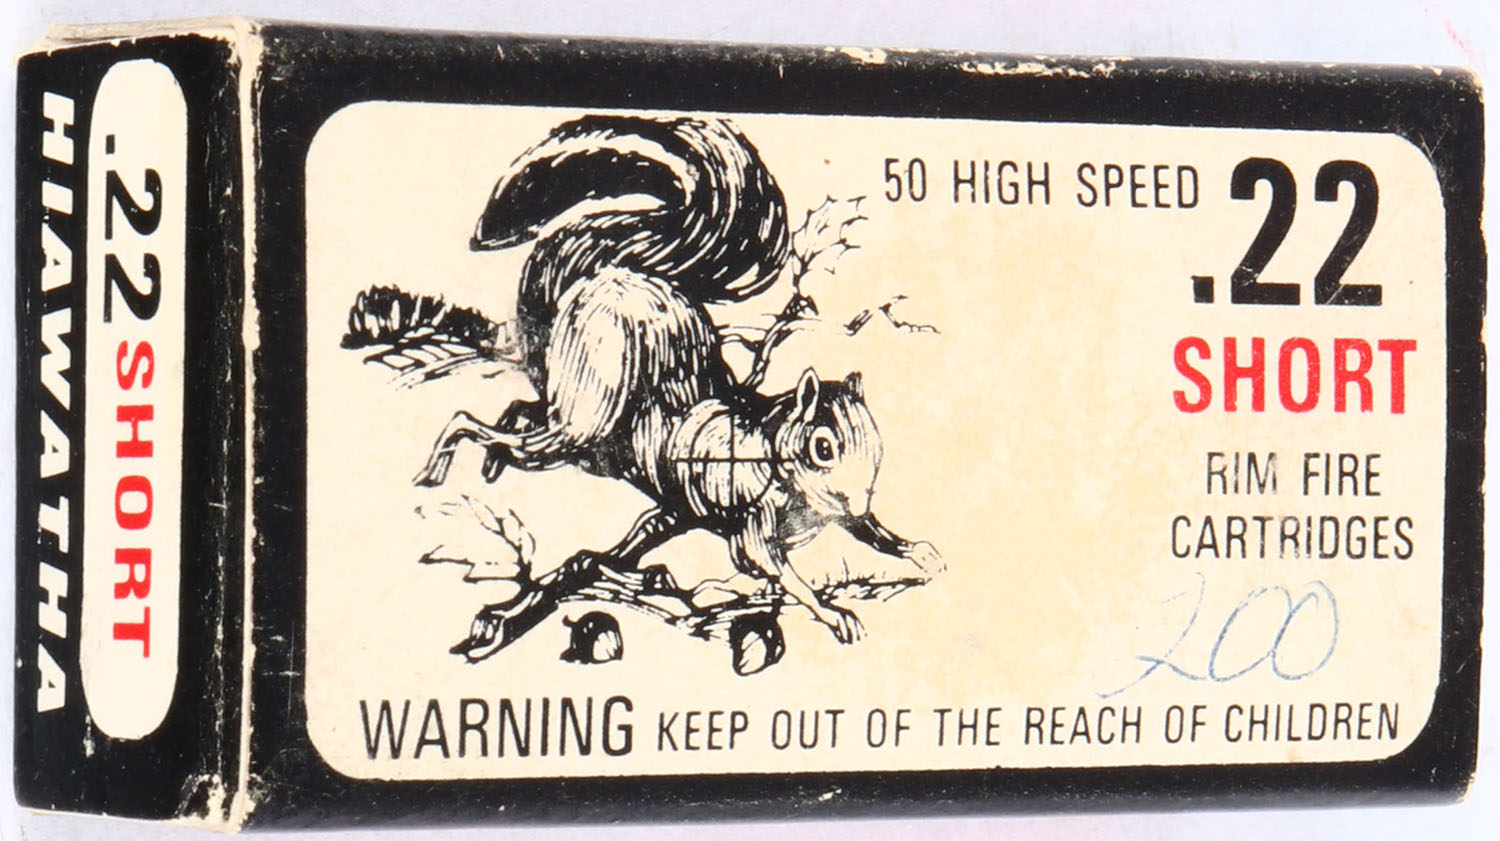 HIAWATHA
.22 SHORT
50 HIGH SPEED .22
SHORT
RIM FIRE
CARTRIDGES
200
WARNING KEEP OUT OF THE REACH OF CHILDREN